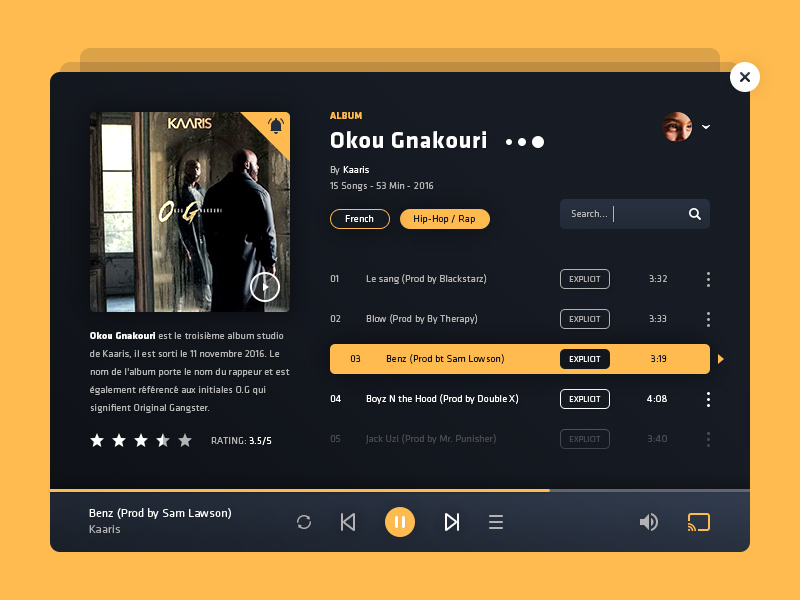 KAARIS
O.G
OKOU GNAKOURI
Okou Gnakouri est le troisième album studio
de Kaaris, il est sorti le 11 novembre 2016. Le
nom de l'album porte le nom du rappeur et est
également référencé aux initiales O.G qui
signifient Original Gangster.
RATING: 3.5/5
ALBUM
Okou Gnakouri
By Kaaris
15 Songs - 53 Min - 2016
French
Hip-Hop / Rap
Search...
01 Le sang (Prod by Blackstarz) EXPLICIT 3:32
02 Blow (Prod by By Therapy) EXPLICIT 3:33
03 Benz (Prod bt Sam Lowson) EXPLICIT 3:19
04 Boyz N the Hood (Prod by Double X) EXPLICIT 4:08
05 Jack Uzi (Prod by Mr. Punisher) EXPLICIT 3:40
Benz (Prod by Sam Lawson)
Kaaris